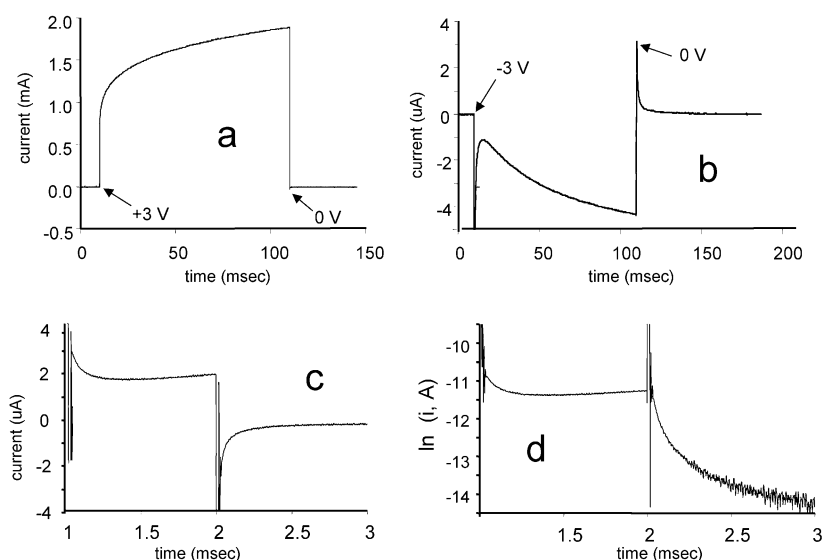 2.0
1.5
1.0
0.5
0.0
-0.5
current (mA)
a
+3 V
0 V
0 50 100 150
time (msec)
4
2
0
-2
-4
current (uA)
-3 V
0 V
b
0 50 100 150 200
time (msec)
4
2
0
-2
-4
current (uA)
c
1 1.5 2 2.5 3
time (msec)
-10
-11
-12
-13
-14
ln (i, A)
d
1.5 2 2.5 3
time (msec)